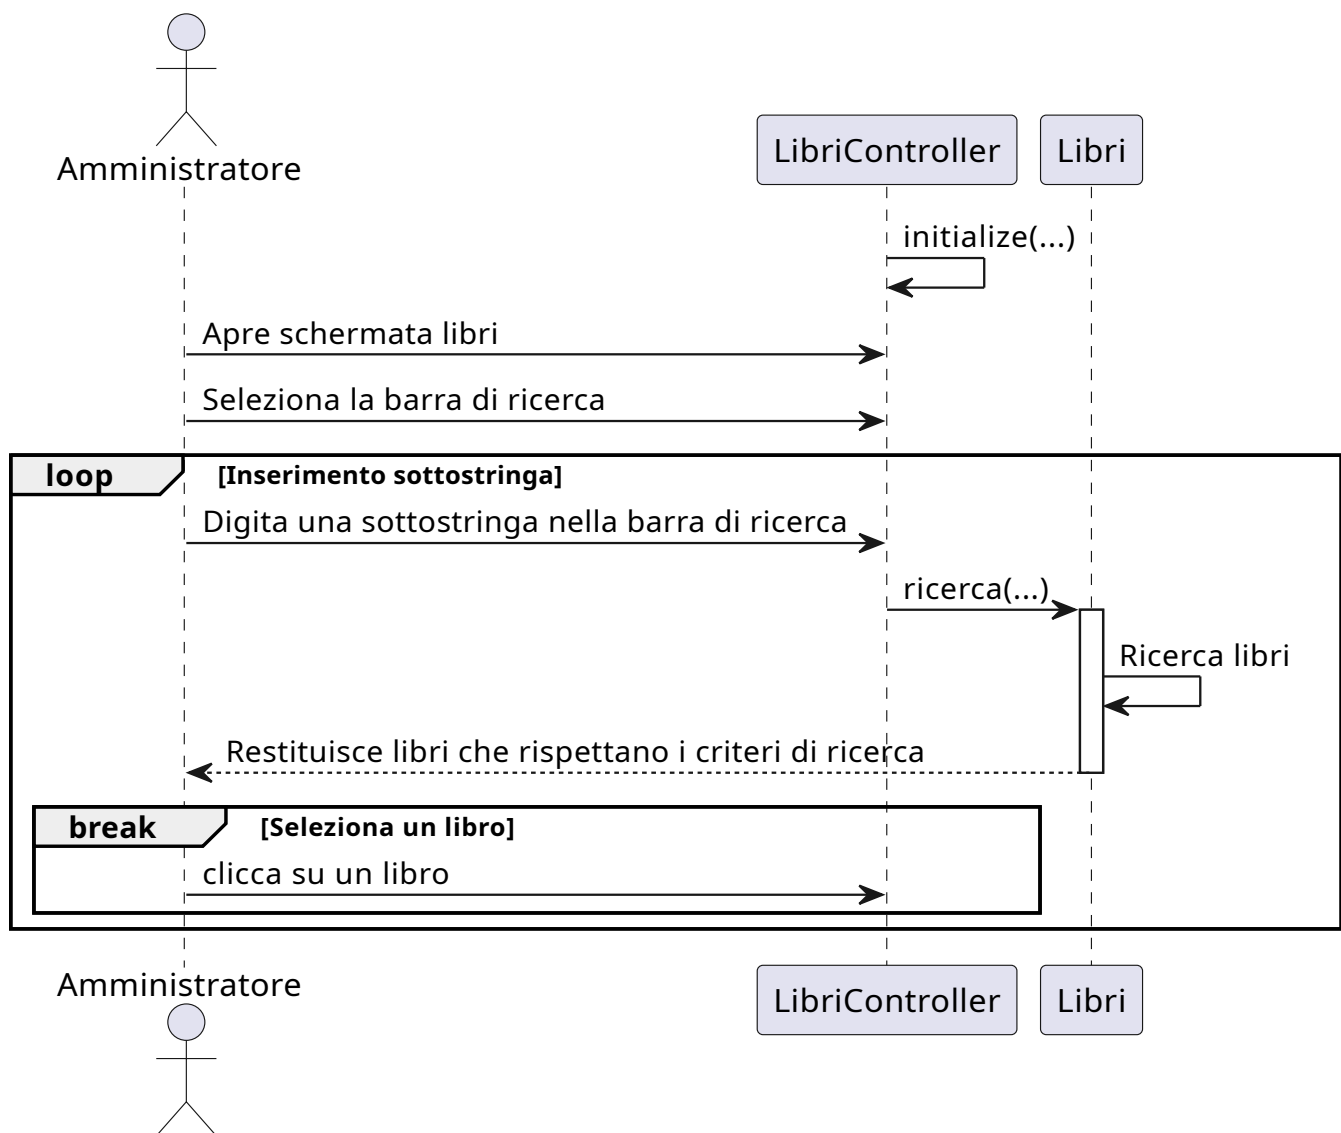 Amministratore
LibriController
Libri
initialize(...)
Apre schermata libri
Seleziona la barra di ricerca
loop [Inserimento sottostringa]
Digita una sottostringa nella barra di ricerca
ricerca(...)
Ricerca libri
Restituisce libri che rispettano i criteri di ricerca
break [Seleziona un libro]
clicca su un libro
Amministratore
LibriController
Libri